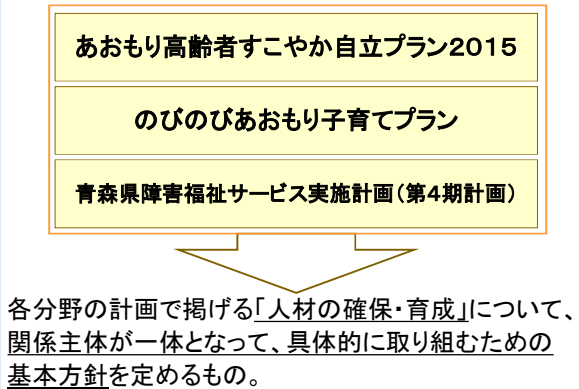 あおもり高齢者すこやか自立プラン2015
のびのびあおもり子育てプラン
青森県障害福祉サービス実施計画(第4期計画)
各分野の計画で掲げる「人材の確保・育成」について、
関係主体が一体となって、具体的に取り組むための
基本方針を定めるもの。